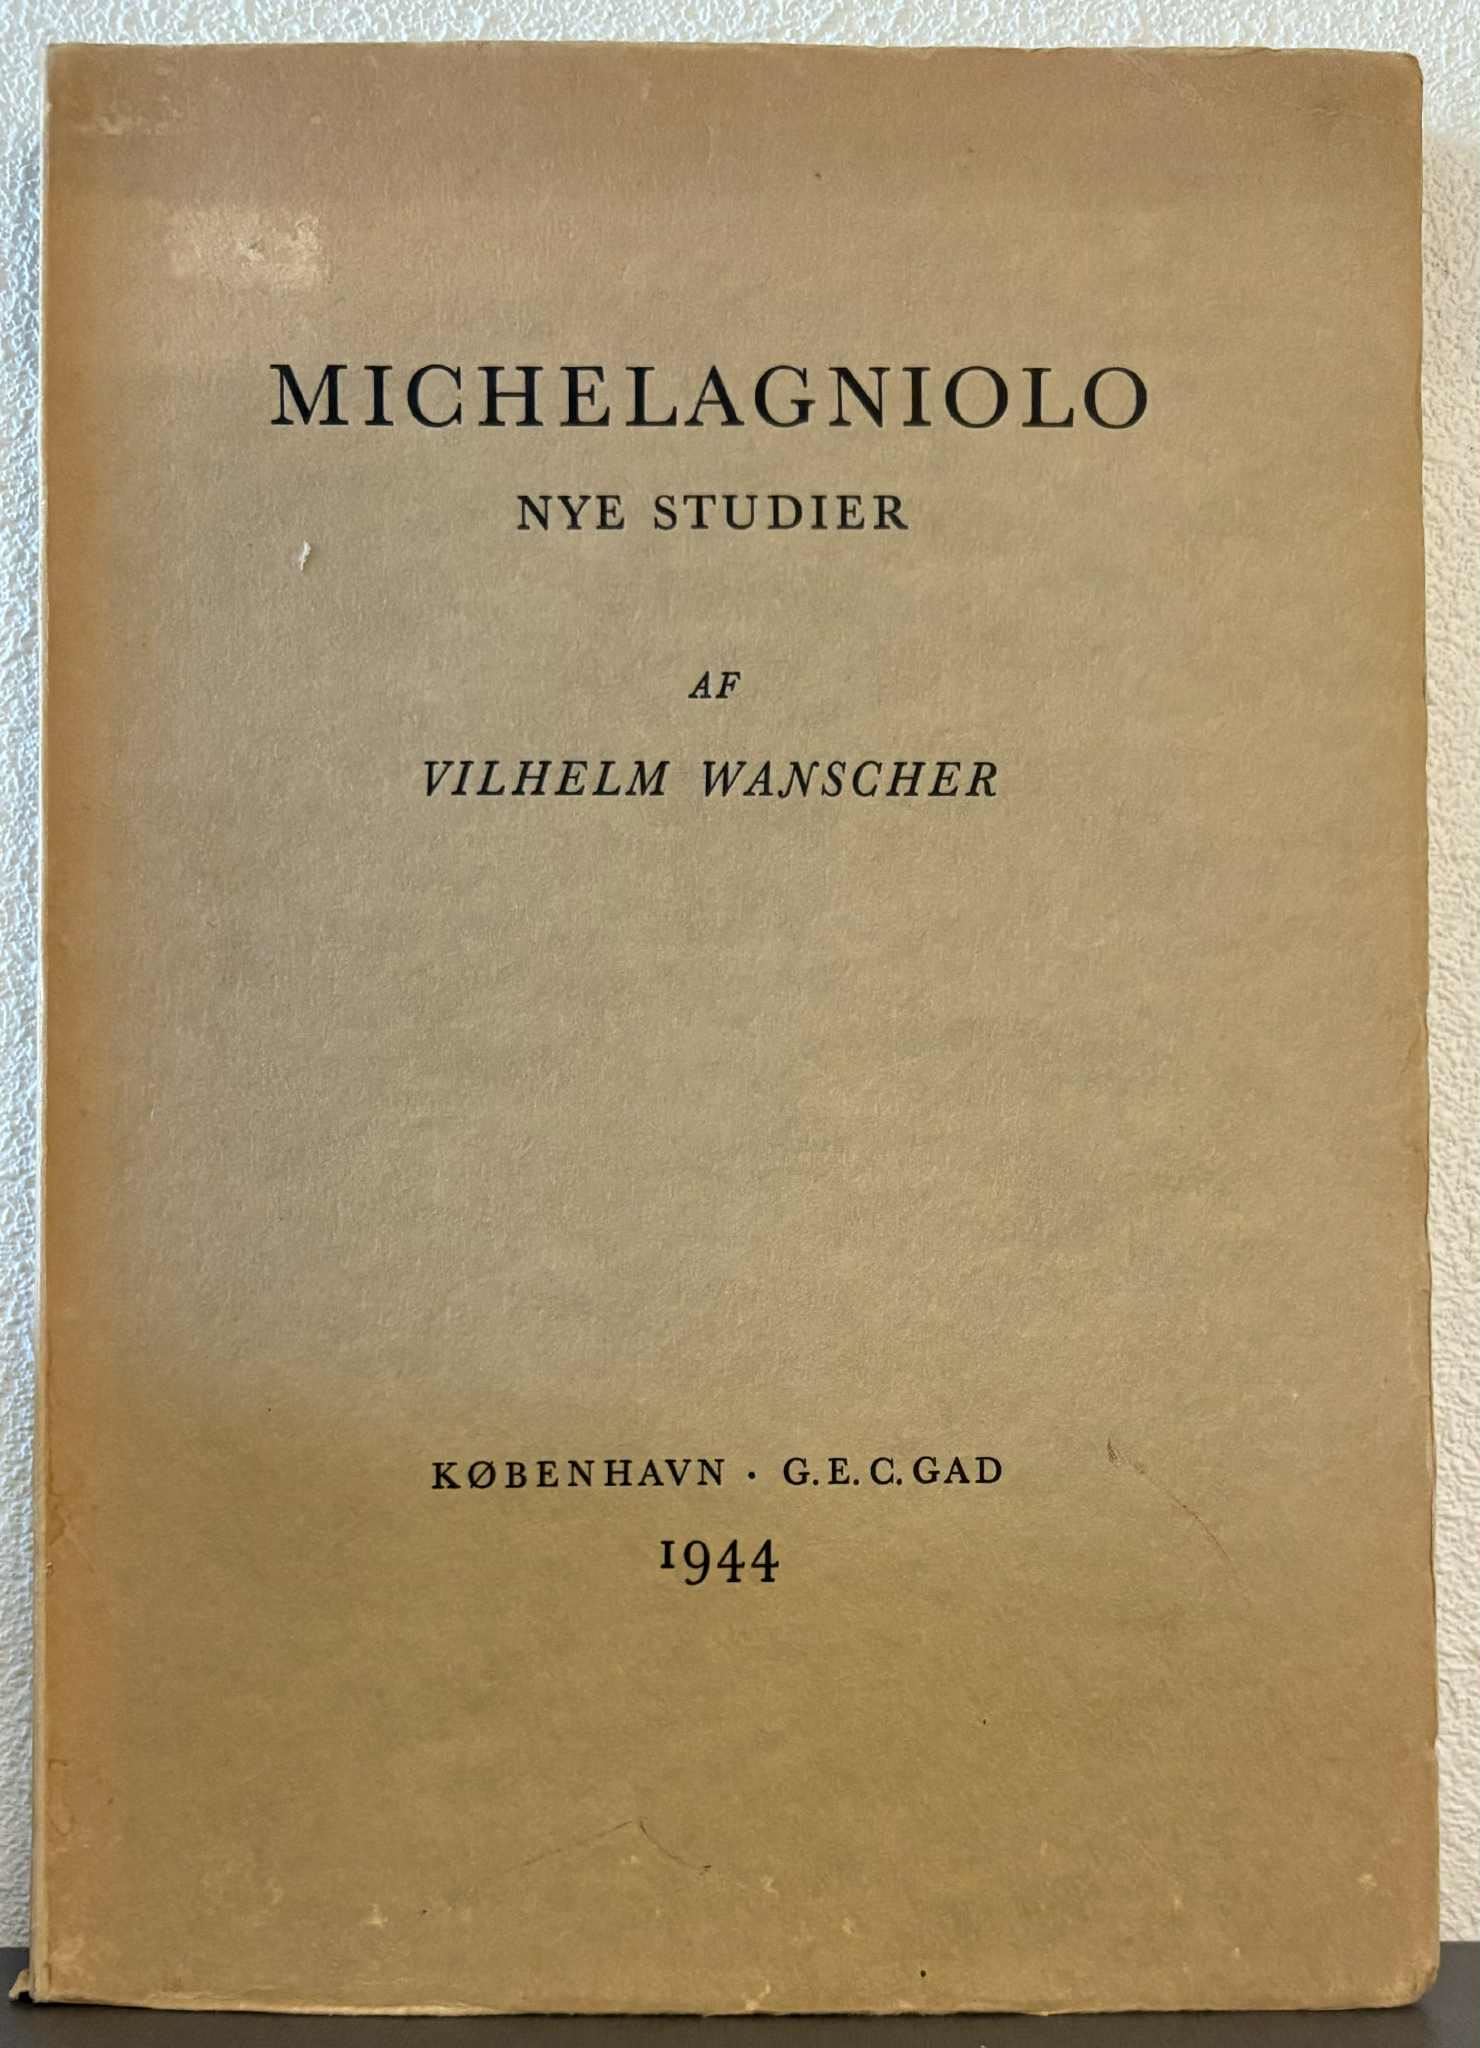 MICHELAGNIOLO
NYE STUDIER
AF
VILHELM WANSCHER
KØBENHAVN · G. E. C. GAD
1944